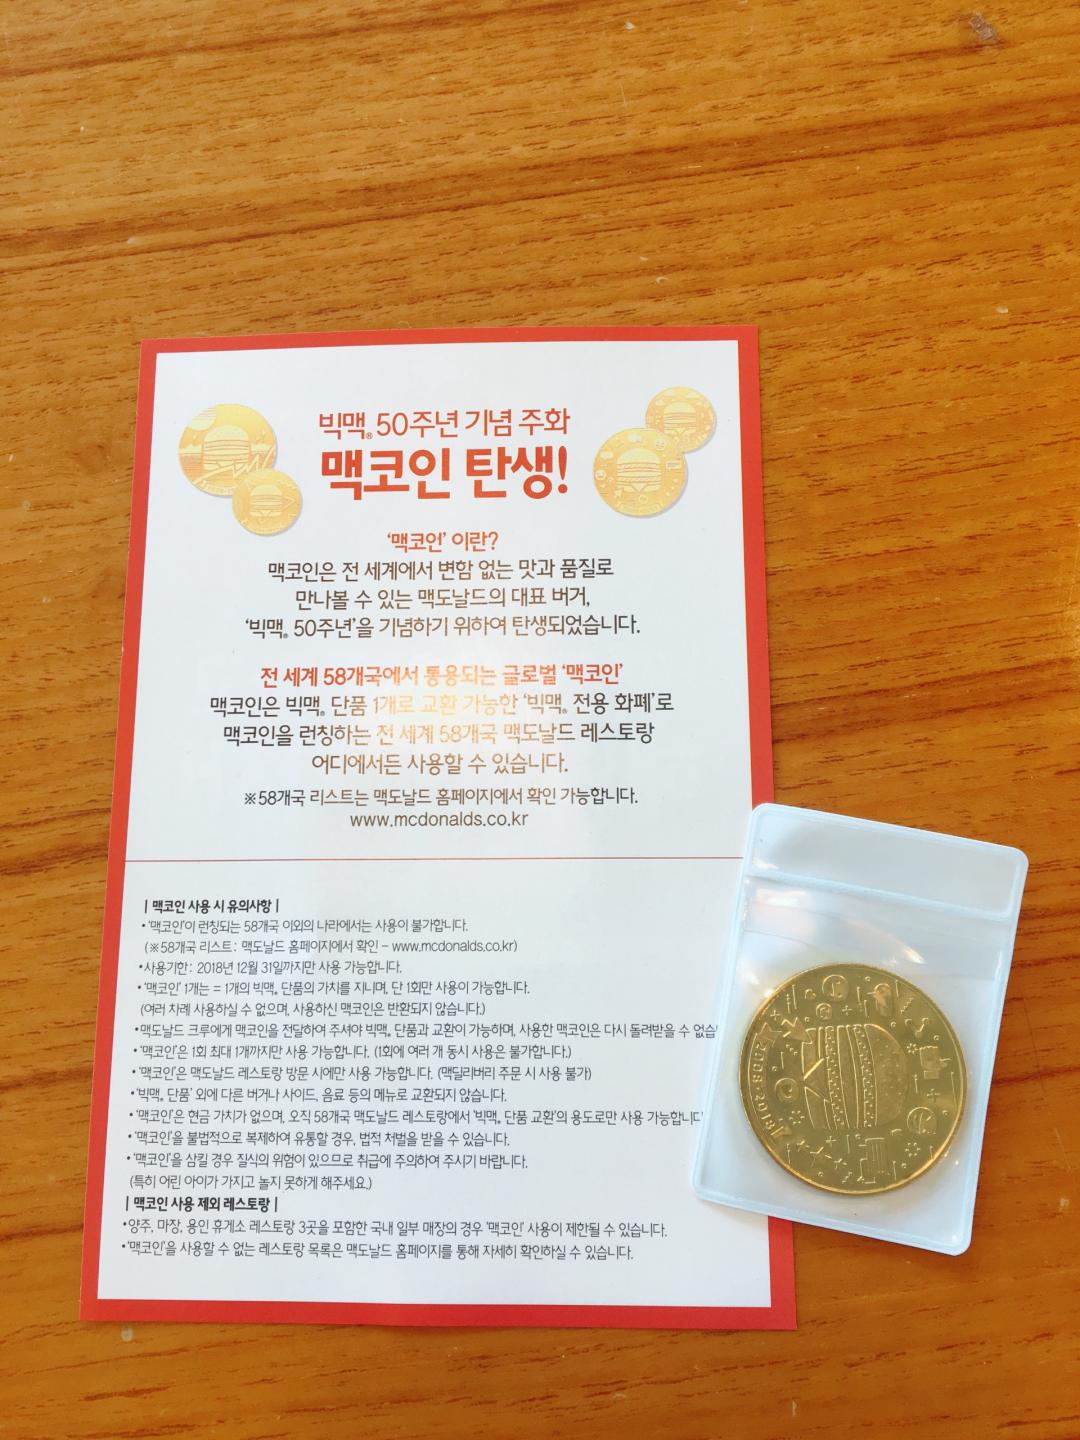 빅맥® 50주년 기념 주화
맥코인 탄생!
‘맥코인’ 이란?
맥코인은 전 세계에서 변함 없는 맛과 품질로
만나볼 수 있는 맥도날드의 대표 버거,
‘빅맥® 50주년’을 기념하기 위하여 탄생되었습니다.
전 세계 58개국에서 통용되는 글로벌 ‘맥코인’
맥코인은 빅맥® 단품 1개로 교환 가능한 ‘빅맥® 전용 화폐’로
맥코인을 런칭하는 전 세계 58개국 맥도날드 레스토랑
어디에서든 사용할 수 있습니다.
※58개국 리스트는 맥도날드 홈페이지에서 확인 가능합니다.
www.mcdonalds.co.kr
| 맥코인 사용 시 유의사항 |
• ‘맥코인’이 런칭되는 58개국 이외의 나라에서는 사용이 불가합니다.
(※58개국 리스트: 맥도날드 홈페이지에서 확인 – www.mcdonalds.co.kr)
• 사용기한: 2018년 12월 31일까지만 사용 가능합니다.
• ‘맥코인’ 1개는 = 1개의 빅맥® 단품의 가치를 지니며, 단 1회만 사용이 가능합니다.
(여러 차례 사용하실 수 없으며, 사용하신 맥코인은 반환되지 않습니다.)
• 맥도날드 크루에게 맥코인을 전달하여 주셔야 빅맥® 단품과 교환이 가능하며, 사용한 맥코인은 다시 돌려받을 수 없습
• ‘맥코인’은 1회 최대 1개까지만 사용 가능합니다. (1회에 여러 개 동시 사용은 불가합니다.)
• ‘맥코인’은 맥도날드 레스토랑 방문 시에만 사용 가능합니다. (맥딜리버리 주문 시 사용 불가)
• ‘빅맥® 단품’ 외에 다른 버거나 사이드, 음료 등의 메뉴로 교환되지 않습니다.
• ‘맥코인’은 현금 가치가 없으며, 오직 58개국 맥도날드 레스토랑에서 ‘빅맥® 단품 교환’의 용도로만 사용 가능합니다
• ‘맥코인’을 불법적으로 복제하여 유통할 경우, 법적 처벌을 받을 수 있습니다.
• ‘맥코인’을 삼킬 경우 질식의 위험이 있으므로 취급에 주의하여 주시기 바랍니다.
(특히 어린 아이가 가지고 놀지 못하게 해주세요.)
| 맥코인 사용 제외 레스토랑 |
• 양주, 마장, 용인 휴게소 레스토랑 3곳을 포함한 국내 일부 매장의 경우 ‘맥코인’ 사용이 제한될 수 있습니다.
• ‘맥코인’을 사용할 수 없는 레스토랑 목록은 맥도날드 홈페이지를 통해 자세히 확인하실 수 있습니다.
2008·2018